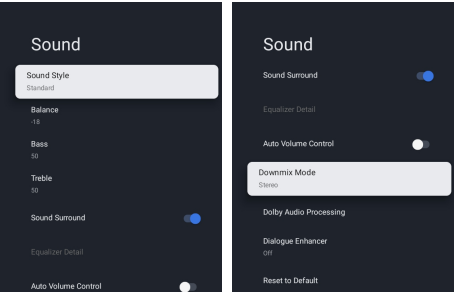 Sound
Sound Style
Standard
Balance
-18
Bass
50
Treble
50
Sound Surround
Equalizer Detail
Auto Volume Control
Sound
Sound Surround
Equalizer Detail
Auto Volume Control
Downmix Mode
Stereo
Dolby Audio Processing
Dialogue Enhancer
Off
Reset to Default